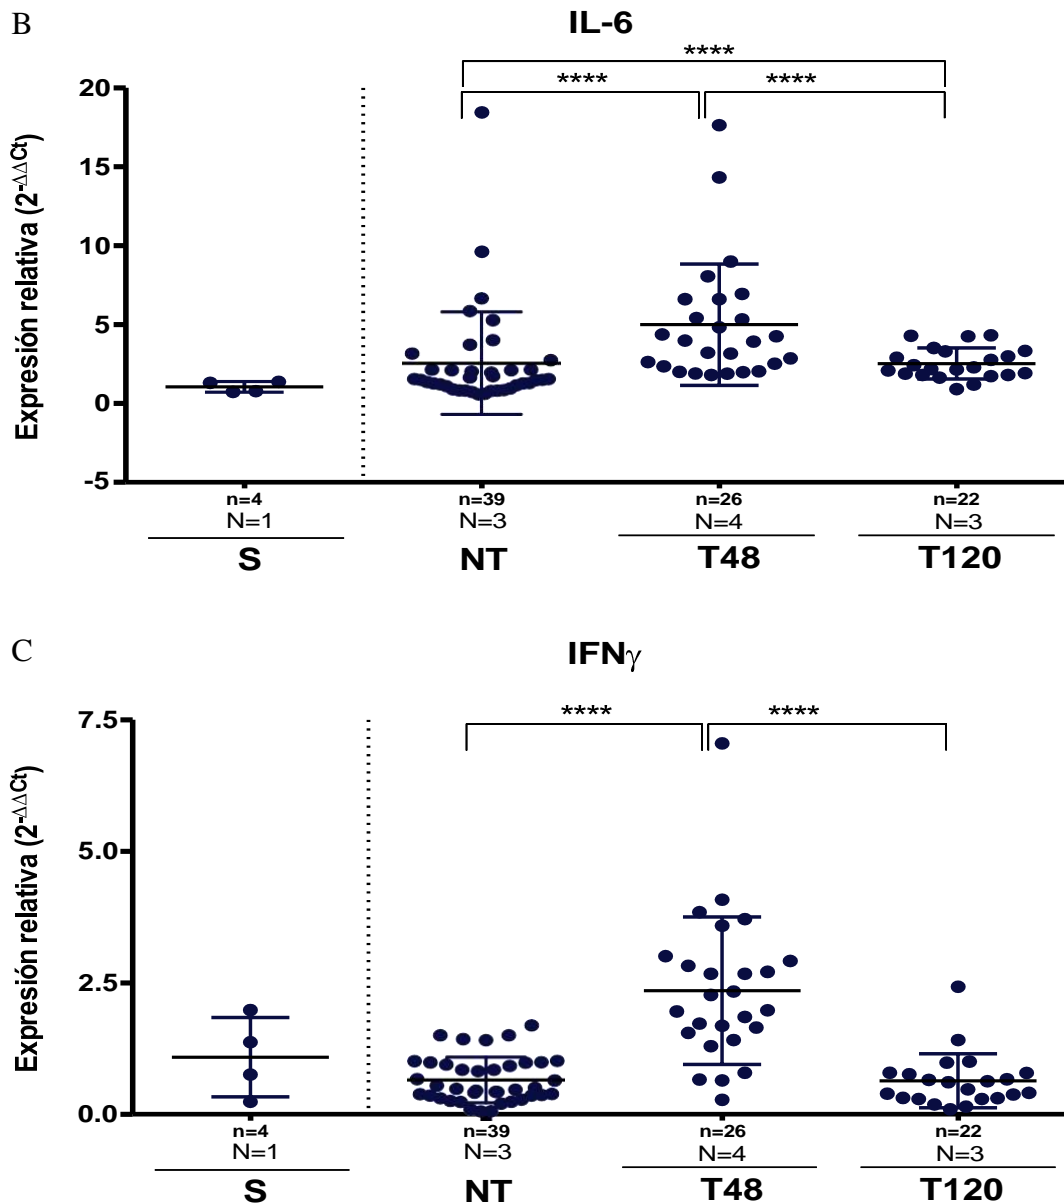 B
IL-6
****
**** ****
Expresión relativa (2-ΔΔCt)
20
15
10
5
0
-5
n=4 n=39 n=26 n=22
N=1 N=3 N=4 N=3
S NT T48 T120
C
IFNγ
**** ****
Expresión relativa (2-ΔΔCt)
7.5
5.0
2.5
0.0
n=4 n=39 n=26 n=22
N=1 N=3 N=4 N=3
S NT T48 T120